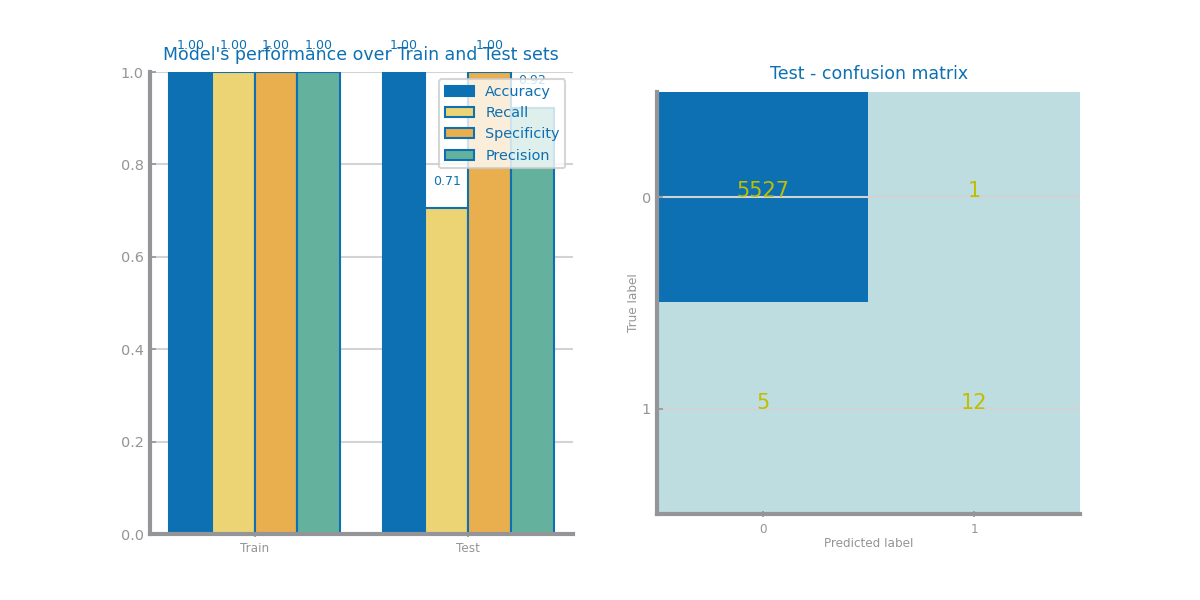 1.00 1.00 1.00 1.00 1.00 1.00
Model's performance over Train and Test sets
1.0
0.92
Accuracy
Recall
Specificity
Precision
0.8
0.71
0.6
0.4
0.2
0.0
Train Test
Test - confusion matrix
5527 1
0
True label
5 12
1
0 1
Predicted label